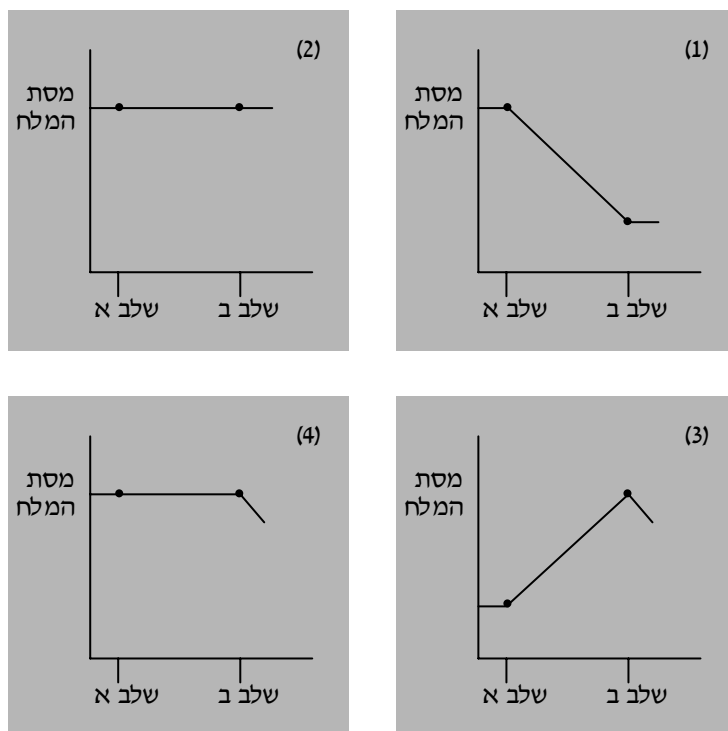 (1)
מסת
המלח
שלב א
שלב ב
(2)
מסת
המלח
שלב א
שלב ב
(3)
מסת
המלח
שלב א
שלב ב
(4)
מסת
המלח
שלב א
שלב ב